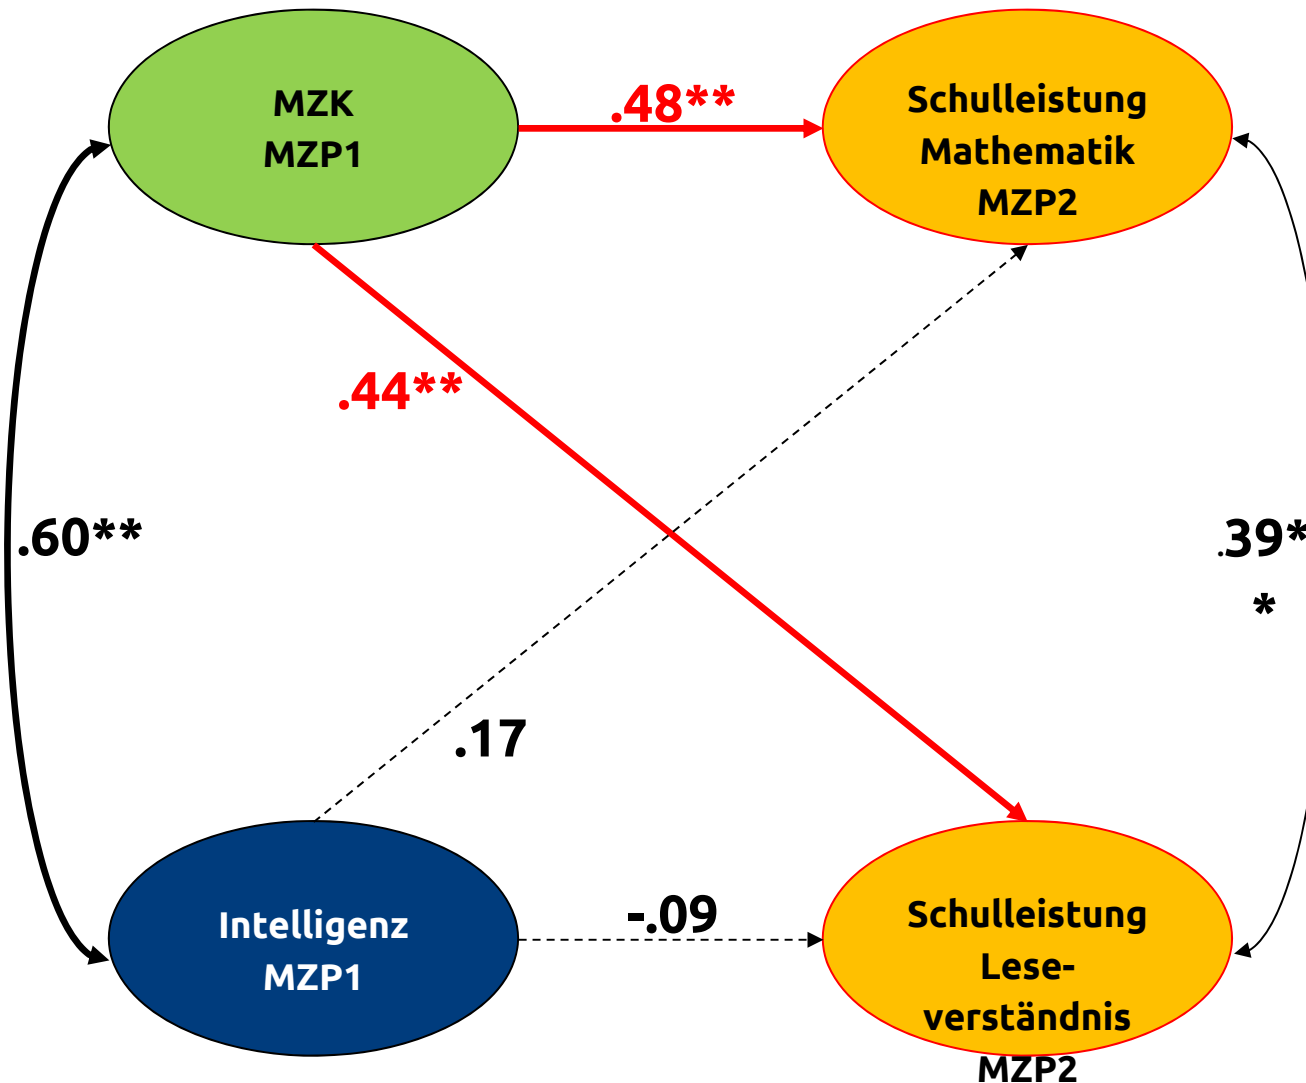 MZK
MZP1
.48**
Schulleistung
Mathematik
MZP2
.44**
.60**
.39*
*
.17
Intelligenz
MZP1
-.09
Schulleistung
Lese-
verständnis
MZP2